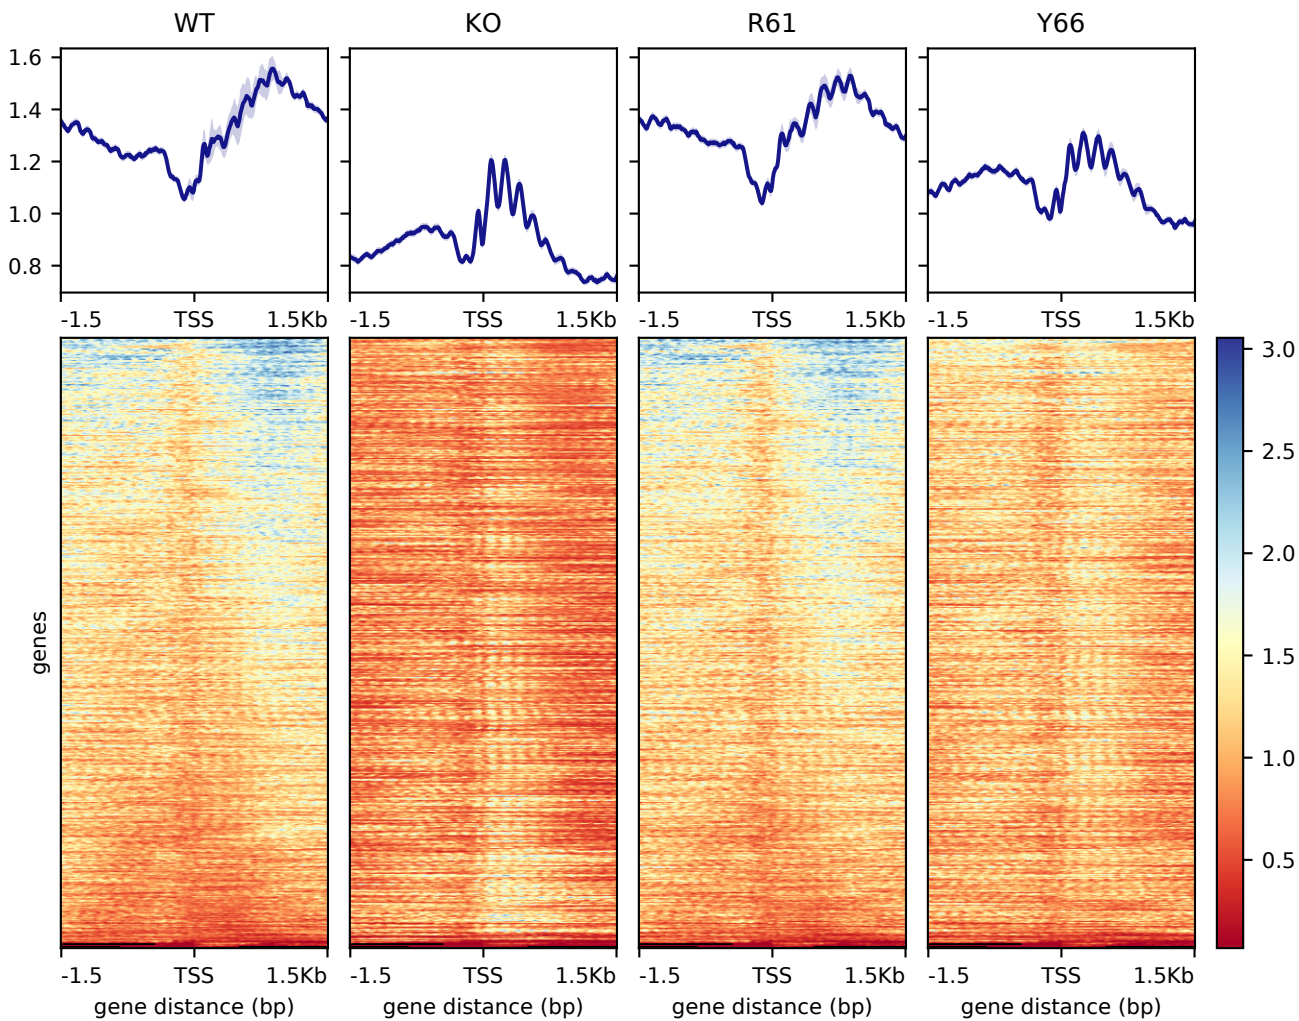 WT KO R61 Y66
1.6
1.4
1.2
1.0
0.8
-1.5 TSS 1.5Kb -1.5 TSS 1.5Kb -1.5 TSS 1.5Kb -1.5 TSS 1.5Kb
3.0
2.5
2.0
1.5
1.0
0.5
genes
-1.5 TSS 1.5Kb -1.5 TSS 1.5Kb -1.5 TSS 1.5Kb -1.5 TSS 1.5Kb
gene distance (bp) gene distance (bp) gene distance (bp) gene distance (bp)